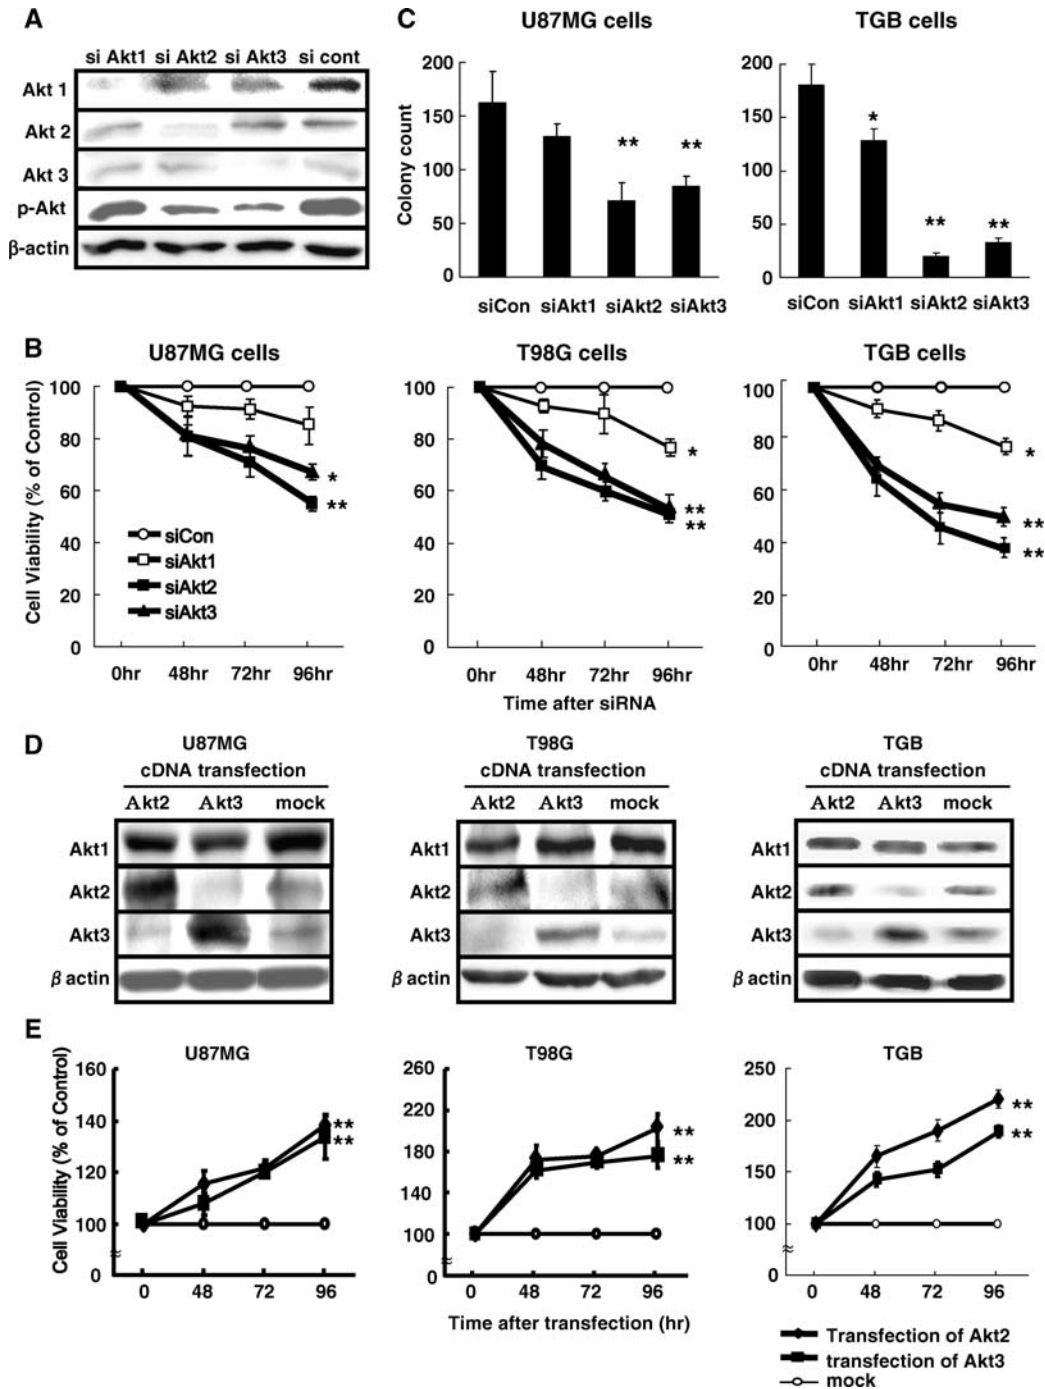 A
si Akt1 si Akt2 si Akt3 si cont
Akt 1
Akt 2
Akt 3
p-Akt
β-actin
C
U87MG cells
TGB cells
Colony count
200
150
100
50
0
**
**
siCon siAkt1 siAkt2 siAkt3
200
150
100
50
0
*
**
**
siCon siAkt1 siAkt2 siAkt3
B
U87MG cells
T98G cells
TGB cells
Cell Viability (% of Control)
100
80
60
40
20
0
*
**
siCon
siAkt1
siAkt2
siAkt3
0hr 48hr 72hr 96hr
100
80
60
40
20
0
*
**
**
0hr 48hr 72hr 96hr
100
80
60
40
20
0
*
**
**
0hr 48hr 72hr 96hr
Time after siRNA
D
U87MG
cDNA transfection
Akt2 Akt3 mock
Akt1
Akt2
Akt3
β actin
T98G
cDNA transfection
Akt2 Akt3 mock
Akt1
Akt2
Akt3
β actin
TGB
cDNA transfection
Akt2 Akt3 mock
Akt1
Akt2
Akt3
β actin
E
U87MG
T98G
TGB
Cell Viability (% of Control)
160
140
120
100
0
**
**
0 48 72 96
260
200
160
100
0
**
**
0 48 72 96
250
200
150
100
0
**
**
0 48 72 96
Time after transfection (hr)
Transfection of Akt2
transfection of Akt3
mock